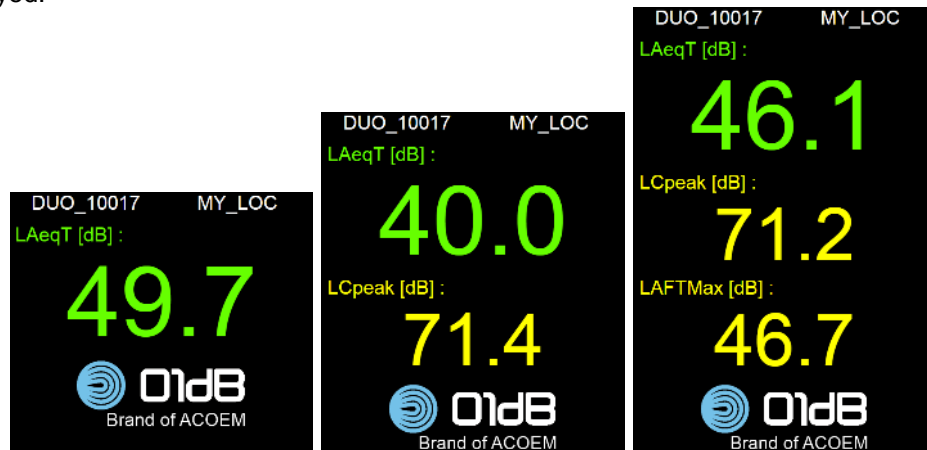 you.
DUO_10017 MY_LOC
LAeqT [dB] :
49.7
01dB
Brand of ACOEM
DUO_10017 MY_LOC
LAeqT [dB] :
40.0
LCpeak [dB] :
71.4
01dB
Brand of ACOEM
DUO_10017 MY_LOC
LAeqT [dB] :
46.1
LCpeak [dB] :
71.2
LAFTMax [dB] :
46.7
01dB
Brand of ACOEM